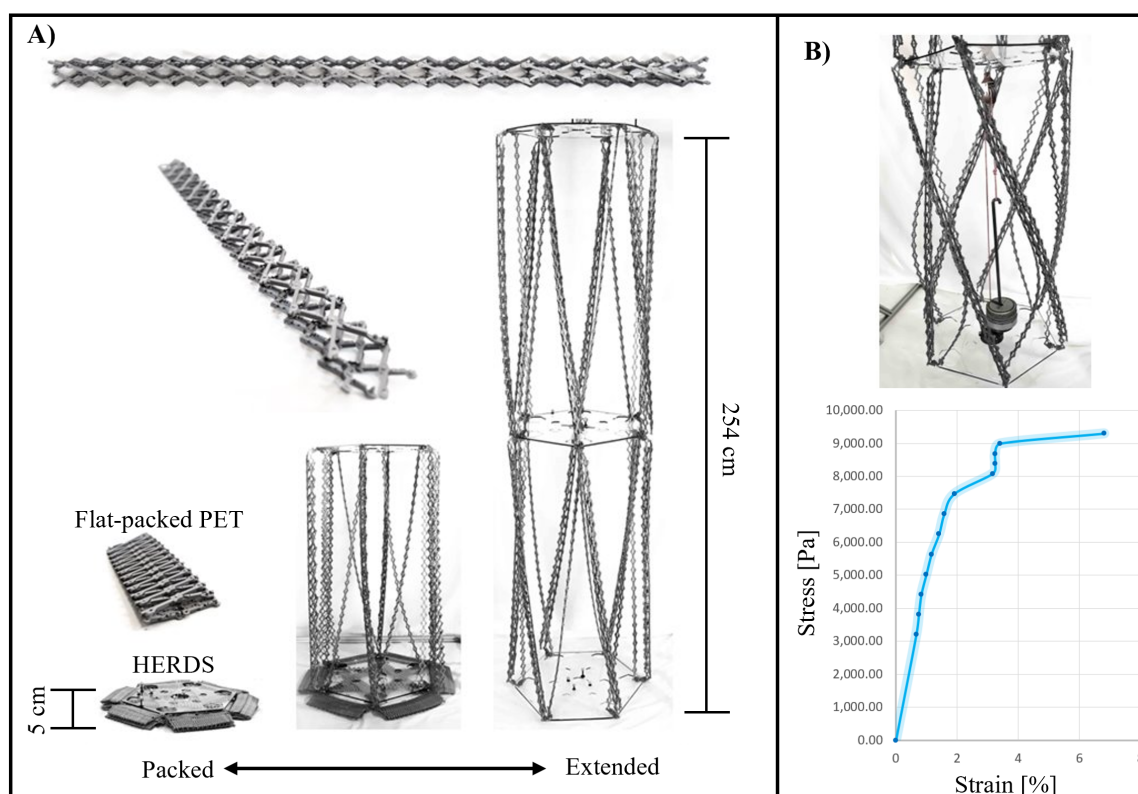 A)
Flat-packed PET
HERDS
5 cm
254 cm
Packed
Extended
B)
10,000.00
9,000.00
8,000.00
7,000.00
6,000.00
5,000.00
4,000.00
3,000.00
2,000.00
1,000.00
0.00
Stress [Pa]
0 2 4 6 8
Strain [%]